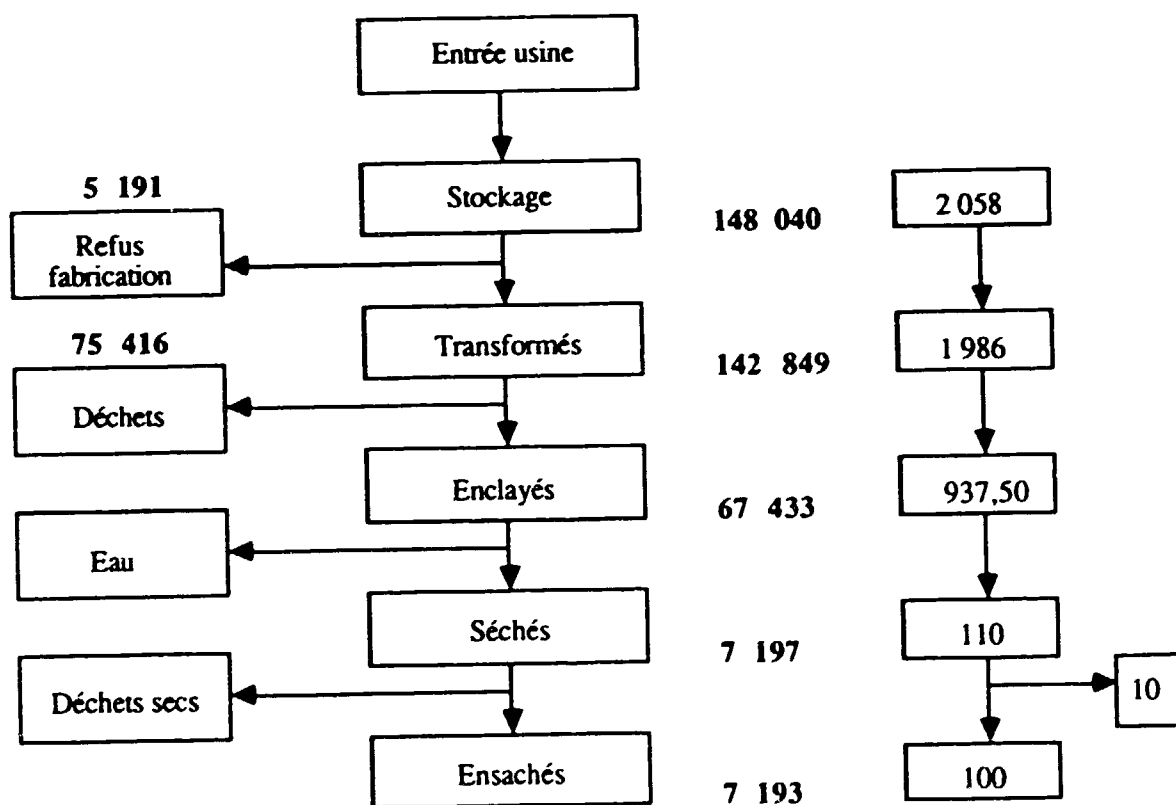 Entrée usine
5 191
Stockage
148 040
2 058
Refus
fabrication
75 416
Transformés
142 849
1 986
Déchets
Enclayés
67 433
937,50
Eau
Séchés
7 197
110
Déchets secs
10
Ensachés
7 193
100